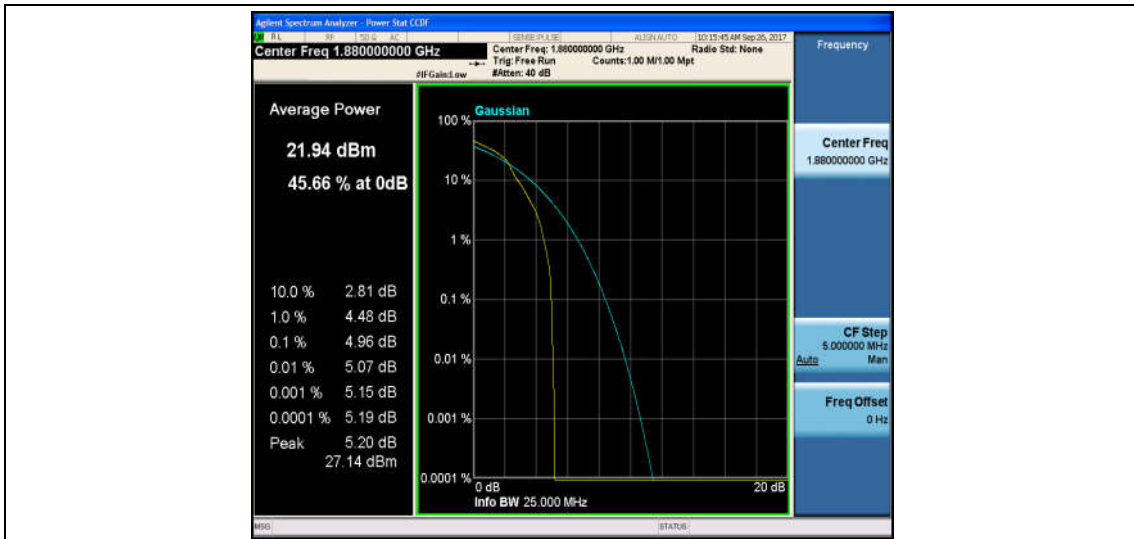 Agilent Spectrum Analyzer - Power Stat CCDF
RL RF 50 Ω AC SENSE:PULSE ALIGN AUTO 10:15:45 AM Sep 26, 2017
Center Freq 1.880000000 GHz
Center Freq: 1.880000000 GHz Radio Std: None
Trig: Free Run Counts:1.00 M/1.00 Mpt
#IFGain:Low #Atten: 40 dB
Frequency
Average Power
21.94 dBm
45.66 % at 0dB
10.0 % 2.81 dB
1.0 % 4.48 dB
0.1 % 4.96 dB
0.01 % 5.07 dB
0.001 % 5.15 dB
0.0001 % 5.19 dB
Peak 5.20 dB
27.14 dBm
Gaussian
100 %
10 %
1 %
0.1 %
0.01 %
0.001 %
0.0001 %
0 dB 20 dB
Info BW 25.000 MHz
Center Freq
1.880000000 GHz
CF Step
5.000000 MHz
Auto Man
Freq Offset
0 Hz
MSG STATUS